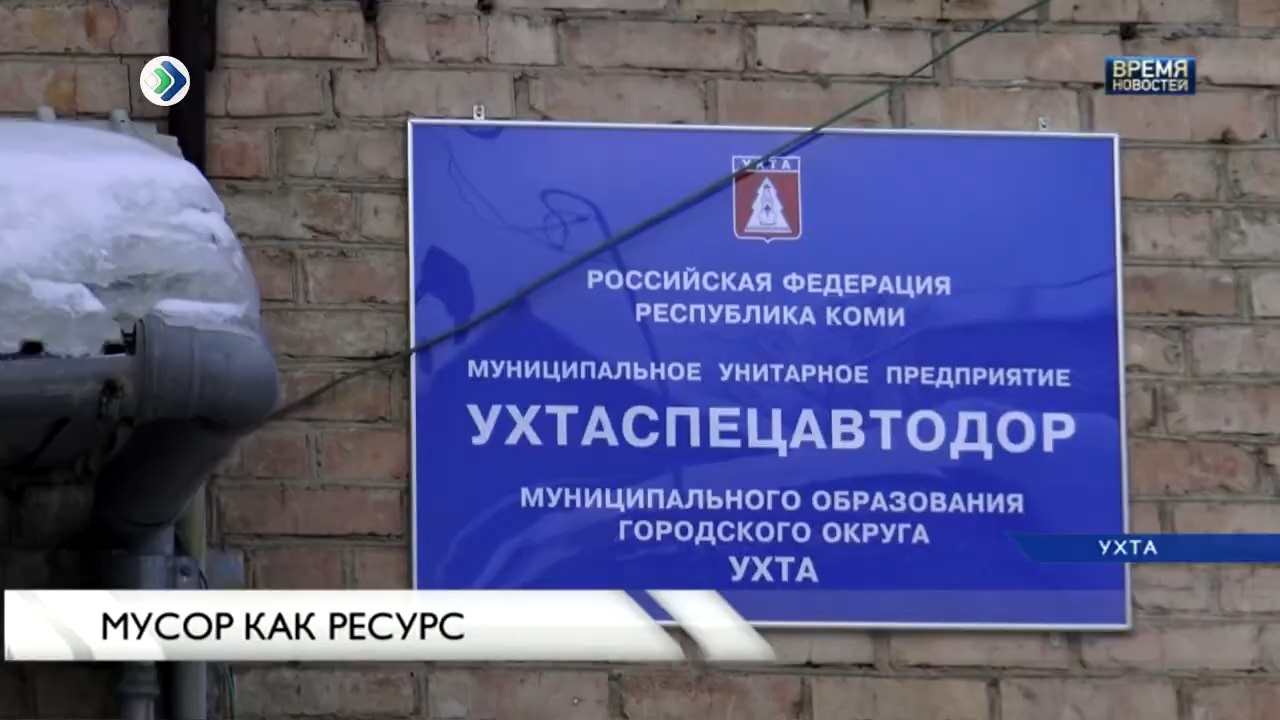 ВРЕМЯ
НОВОСТЕЙ
УХТА
РОССИЙСКАЯ ФЕДЕРАЦИЯ
РЕСПУБЛИКА КОМИ
МУНИЦИПАЛЬНОЕ УНИТАРНОЕ ПРЕДПРИЯТИЕ
УХТАСПЕЦАВТОДОР
МУНИЦИПАЛЬНОГО ОБРАЗОВАНИЯ
ГОРОДСКОГО ОКРУГА
УХТА
УХТА
МУСОР КАК РЕСУРС